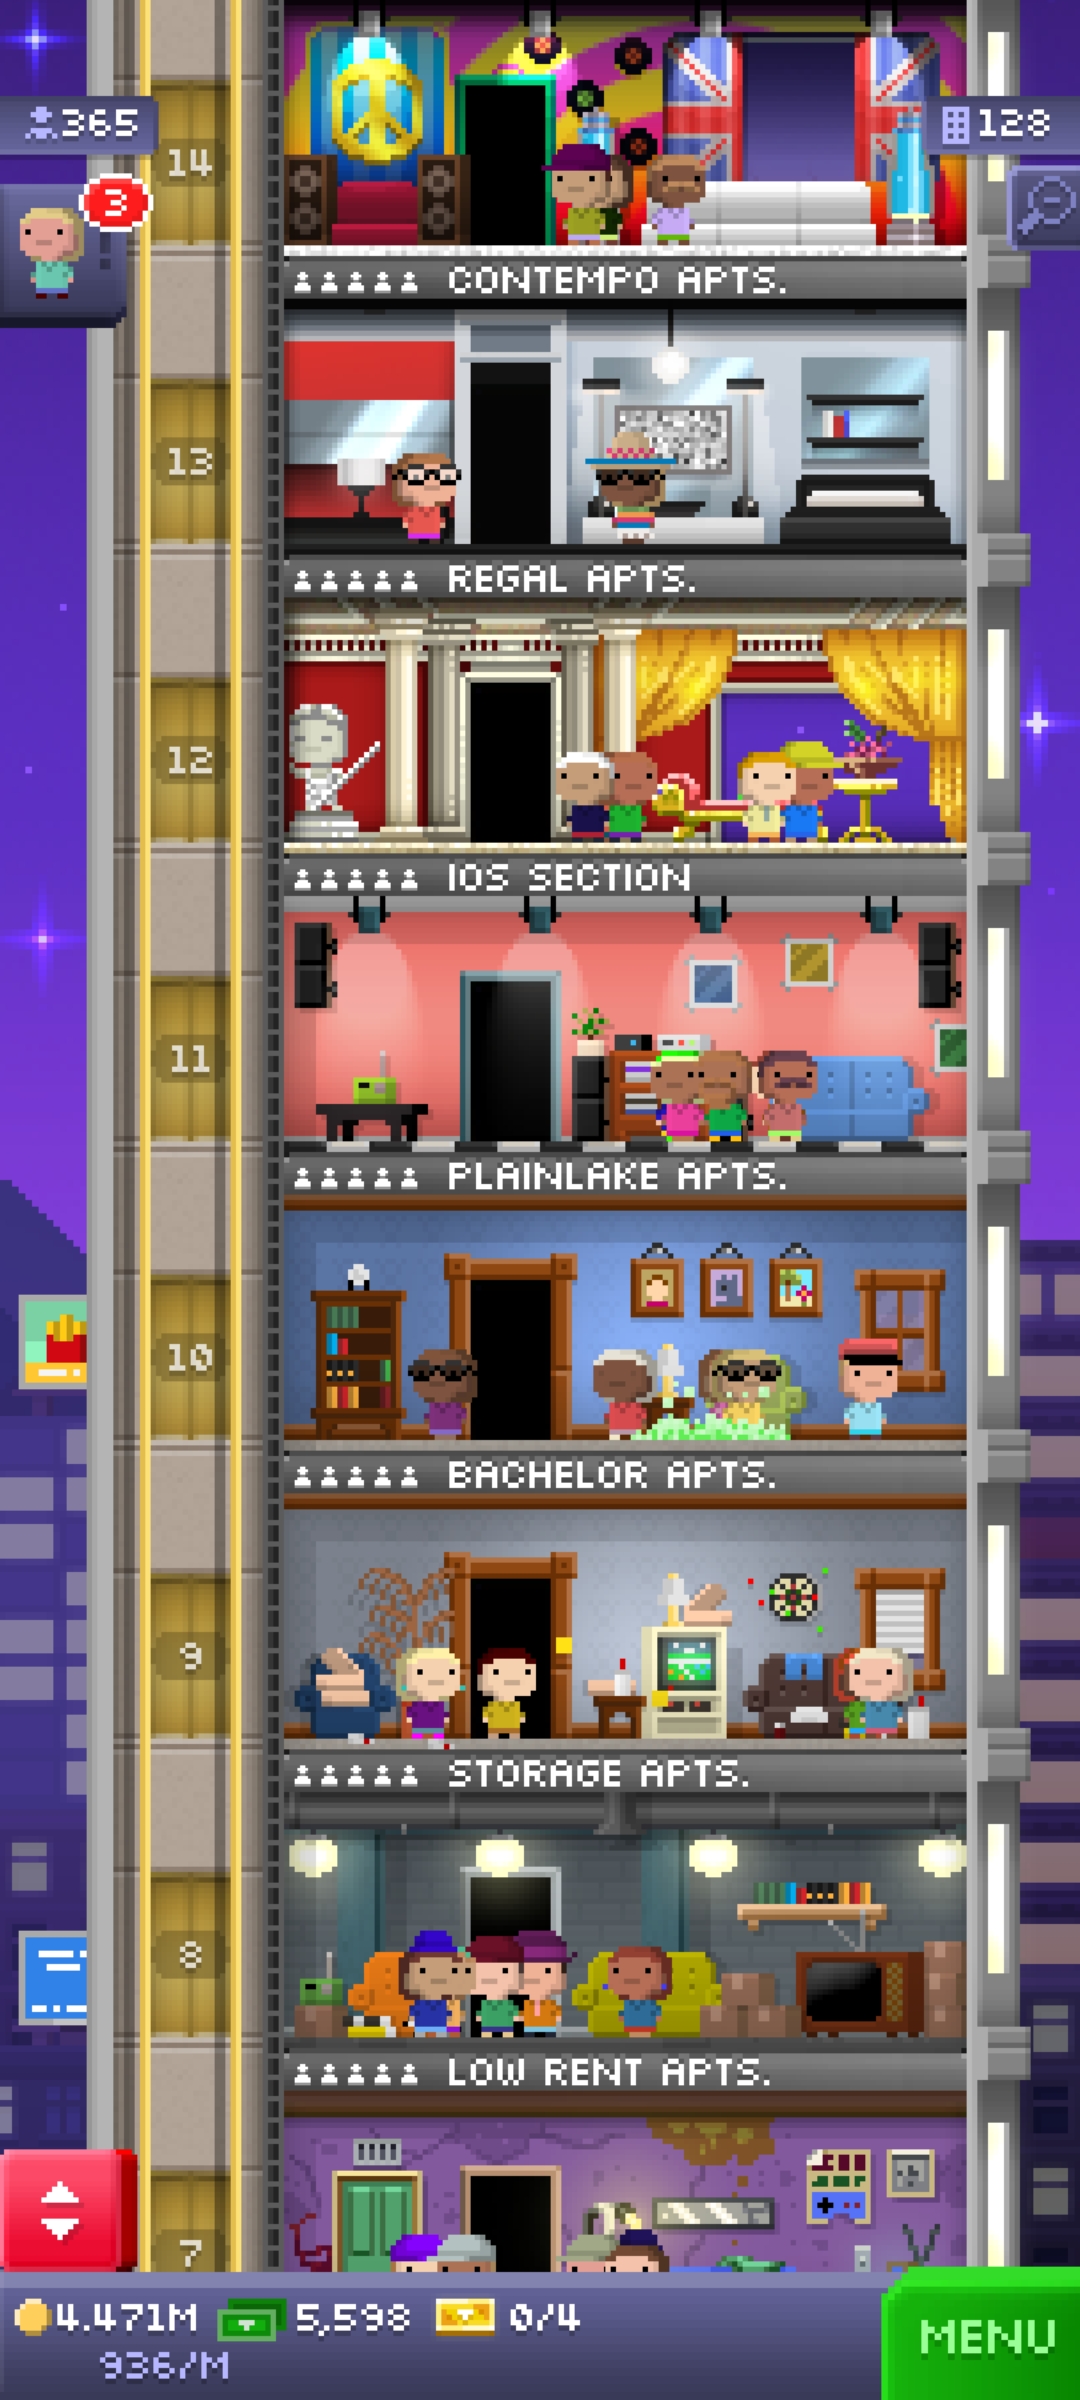 365
128
3
14
CONTEMPO APTS.
13
REGAL APTS.
12
IOS SECTION
11
PLAINLAKE APTS.
10
BACHELOR APTS.
9
STORAGE APTS.
8
LOW RENT APTS.
7
4.471M 5,598 0/4
936/M
MENU